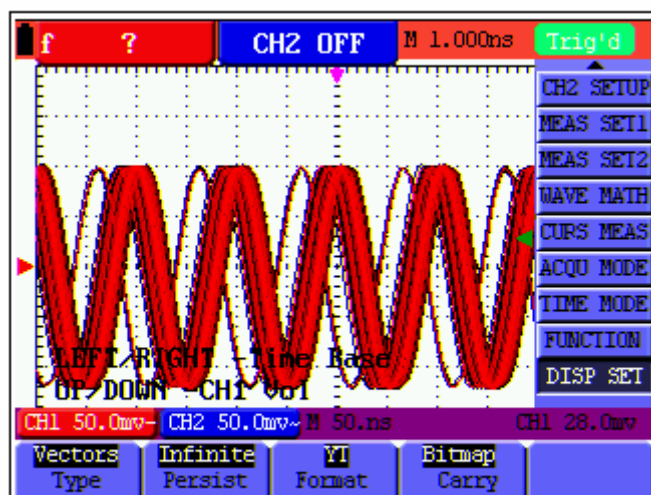 f ? CH2 OFF M 1.000ns Trig'd
CH2 SETUP
MEAS SET1
MEAS SET2
WAVE MATH
CURS MEAS
ACQU MODE
TIME MODE
FUNCTION
DISP SET
LEFT/RIGHT -Time Base
UP/DOWN -CH1 Vol
CH1 50.0mv- CH2 50.0mv~ M 50.ns CH1 28.0mv
Vectors Infinite YT Bitmap
Type Persist Format Carry